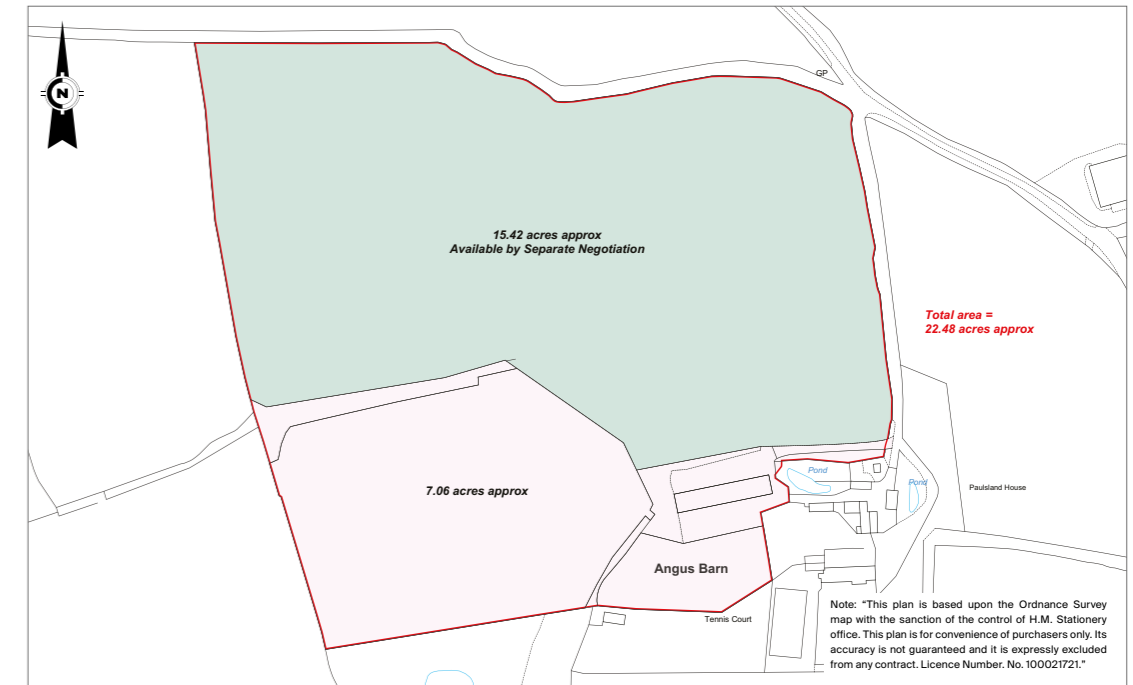 N
GP
15.42 acres approx
Available by Separate Negotiation
Total area =
22.48 acres approx
Pond
Pond
7.06 acres approx
Paulsland House
Angus Barn
Tennis Court
Note: "This plan is based upon the Ordnance Survey
map with the sanction of the control of H.M. Stationery
office. This plan is for convenience of purchasers only. Its
accuracy is not guaranteed and it is expressly excluded
from any contract. Licence Number. No. 100021721."